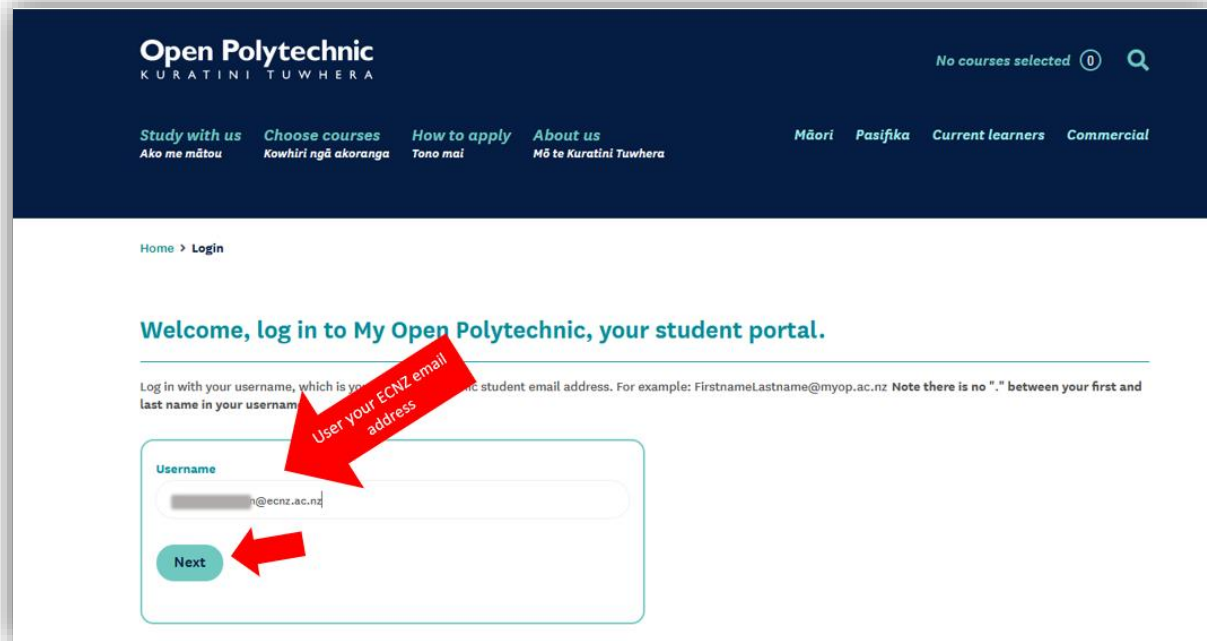 Open Polytechnic
KURATINI TUWHERA
No courses selected 0
Study with us Choose courses How to apply About us Māori Pasifika Current learners Commercial
Ako me mātou Kowhiri ngā akoranga Tono mai Mō te Kuratini Tuwhera
Home > Login
Welcome, log in to My Open Polytechnic, your student portal.
Log in with your username, which is student email address. For example: FirstnameLastname@myop.ac.nz Note there is no "." between your first and
last name in your
User your ECNZ email
address
Username
@ecnz.ac.nz
Next